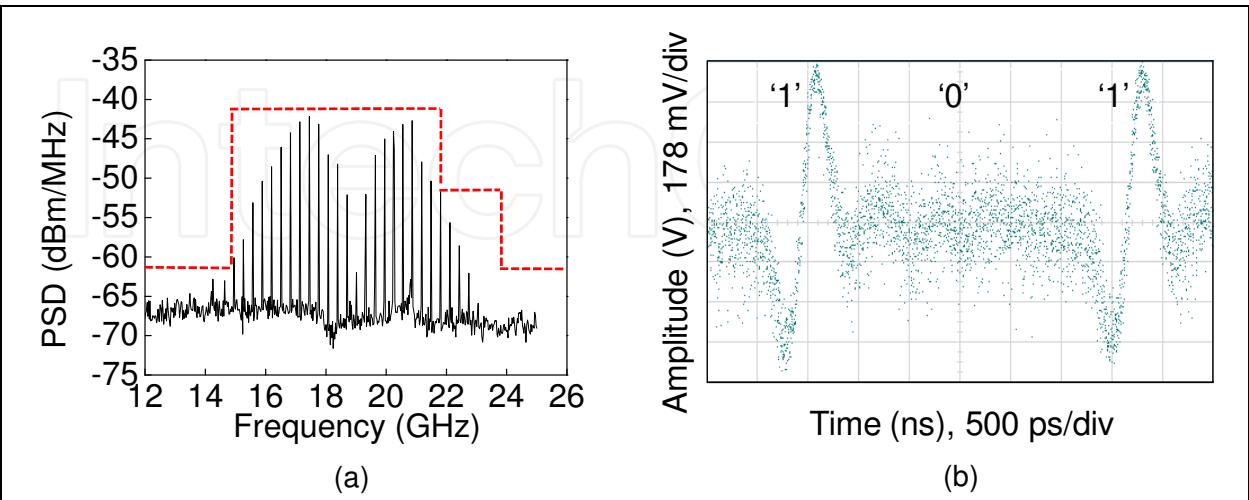 -35
-40
-45
-50
-55
-60
-65
-70
-75
PSD (dBm/MHz)
12 14 16 18 20 22 24 26
Frequency (GHz)
(a)
Amplitude (V), 178 mV/div
‘1’ ‘0’ ‘1’
Time (ns), 500 ps/div
(b)